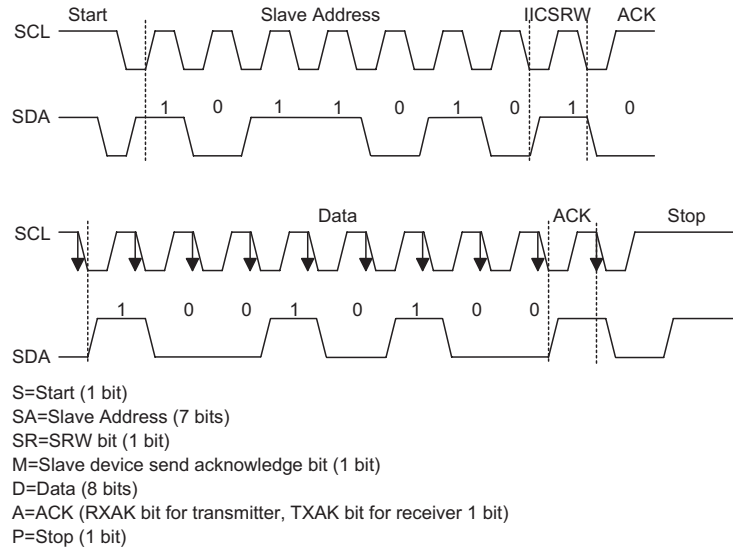 Start Slave Address IICSRW ACK
SCL
SDA 1 0 1 1 0 1 0 1 0
Data ACK Stop
SCL
1 0 0 1 0 1 0 0
SDA
S=Start (1 bit)
SA=Slave Address (7 bits)
SR=SRW bit (1 bit)
M=Slave device send acknowledge bit (1 bit)
D=Data (8 bits)
A=ACK (RXAK bit for transmitter, TXAK bit for receiver 1 bit)
P=Stop (1 bit)